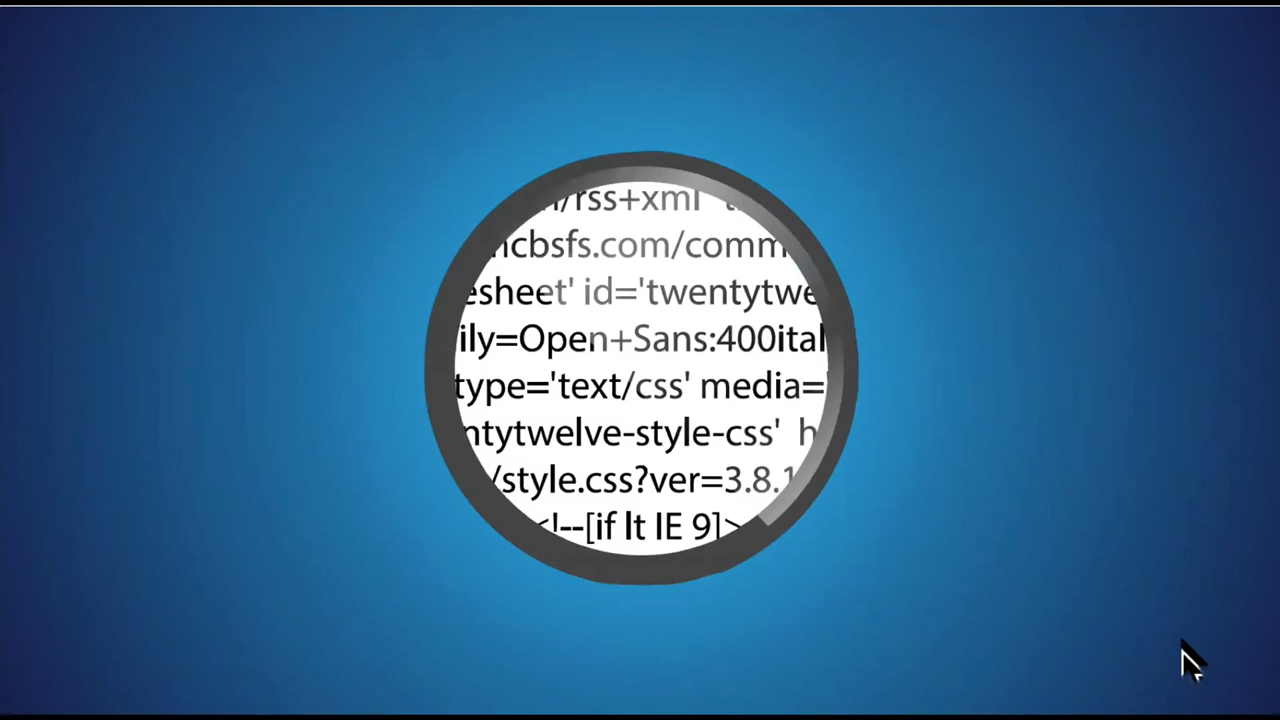 /rss+xml
ncbsfs.com/comm
esheet' id='twentytwe
ily=Open+Sans:400ital
type='text/css' media='
ntytwelve-style-css' h
/style.css?ver=3.8.1
<!--[if lt IE 9]>